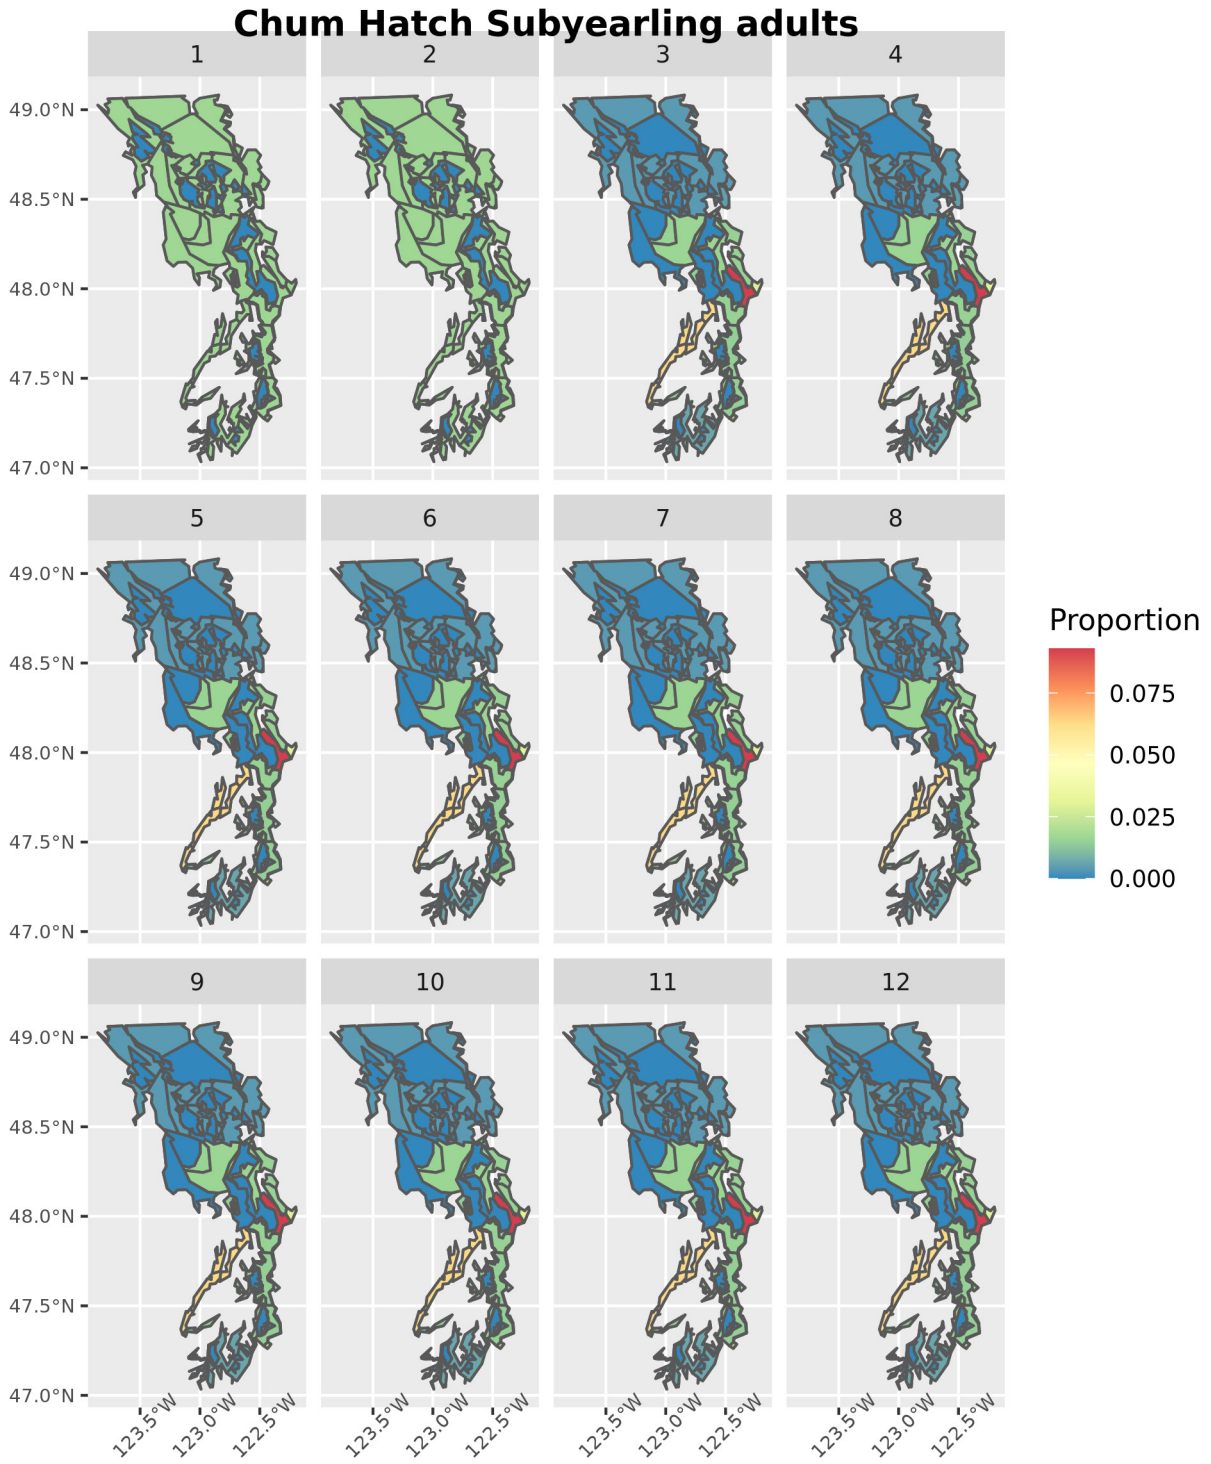 Chum Hatch Subyearling adults
1 2 3 4
49.0°N
48.5°N
48.0°N
47.5°N
47.0°N
5 6 7 8
49.0°N
48.5°N
48.0°N
47.5°N
47.0°N
Proportion
0.075
0.050
0.025
0.000
9 10 11 12
49.0°N
48.5°N
48.0°N
47.5°N
47.0°N
123.5°W 123.0°W 122.5°W 123.5°W 123.0°W 122.5°W 123.5°W 123.0°W 122.5°W 123.5°W 123.0°W 122.5°W